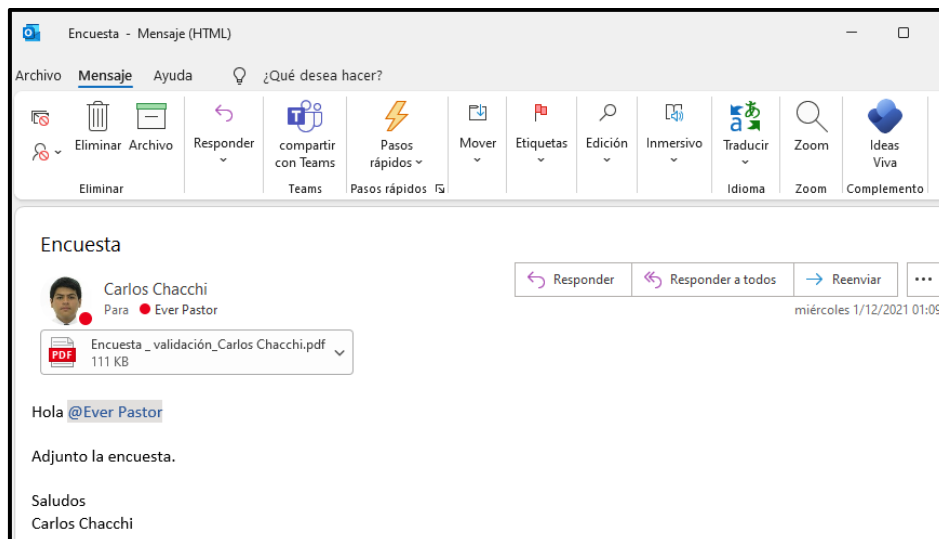 Encuesta - Mensaje (HTML)
Archivo Mensaje Ayuda ¿Qué desea hacer?
Eliminar Archivo Responder compartir con Teams Pasos rápidos Mover Etiquetas Edición Inmersivo Traducir Zoom Ideas Viva
Eliminar Teams Pasos rápidos Idioma Zoom Complemento
Encuesta
Carlos Chacchi
Responder Responder a todos Reenviar
Para Ever Pastor
miércoles 1/12/2021 01:09
PDF
Encuesta _ validación_Carlos Chacchi.pdf
111 KB
Hola @Ever Pastor
Adjunto la encuesta.
Saludos
Carlos Chacchi